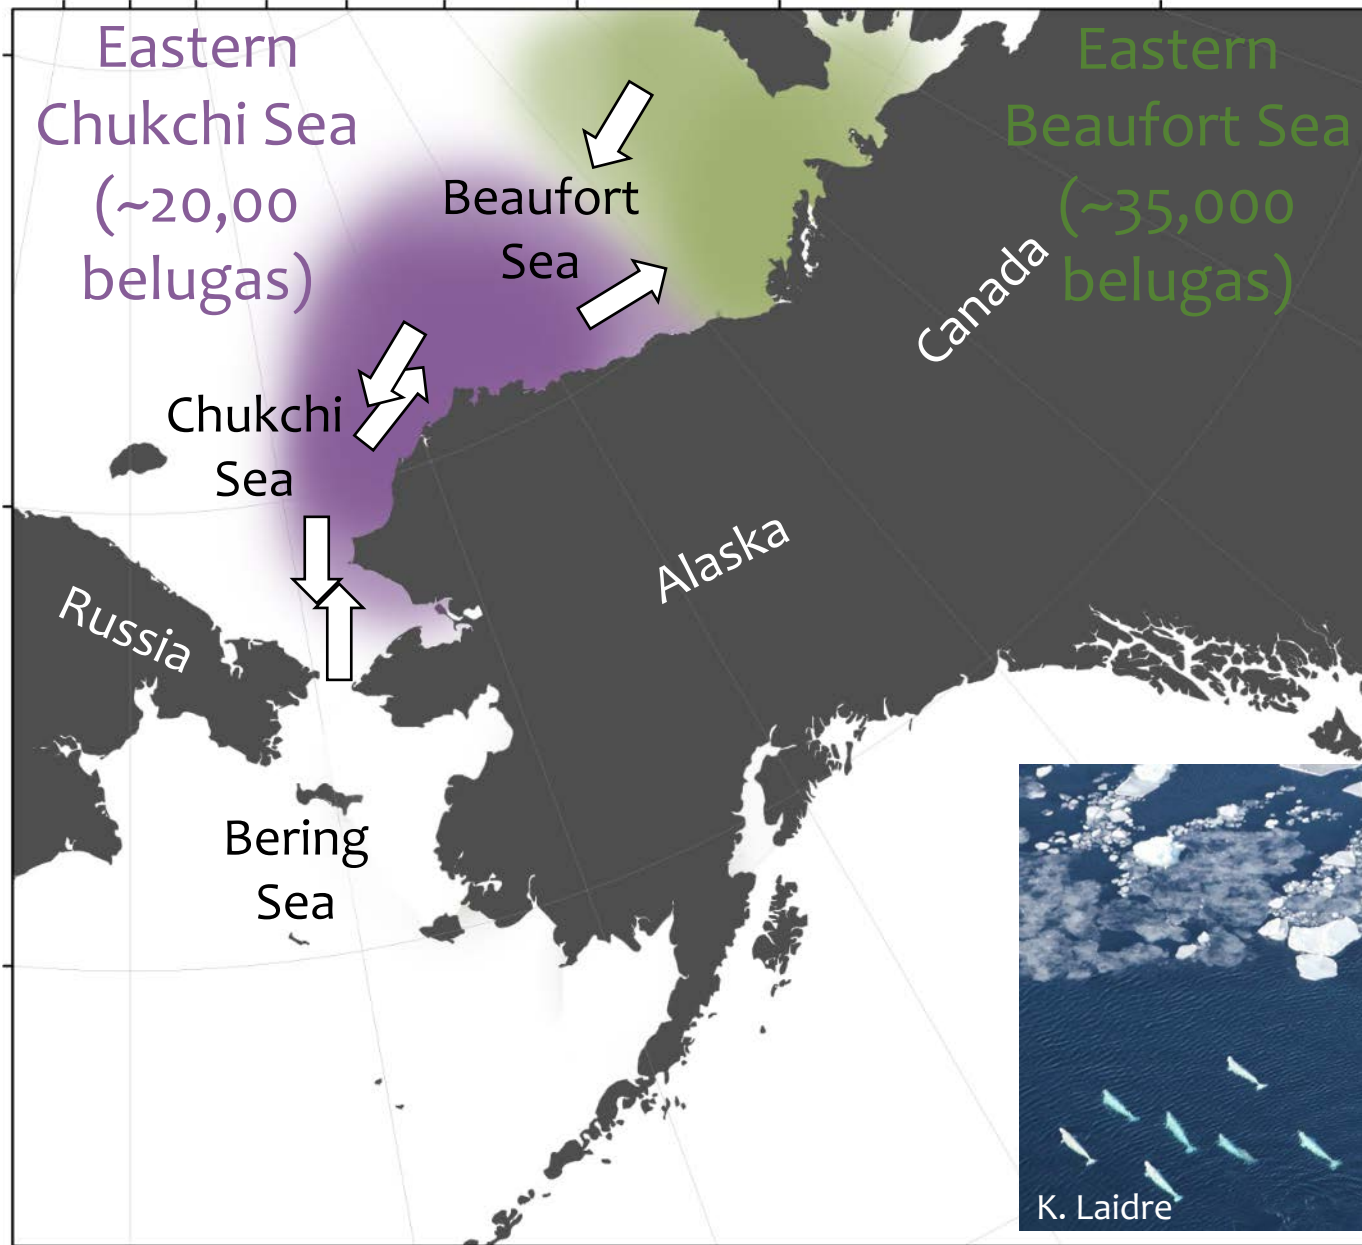 Eastern
Chukchi Sea
(~20,00
belugas)
Eastern
Beaufort Sea
(~35,000
belugas)
Beaufort
Sea
Canada
Chukchi
Sea
Alaska
Russia
Bering
Sea
K. Laidre